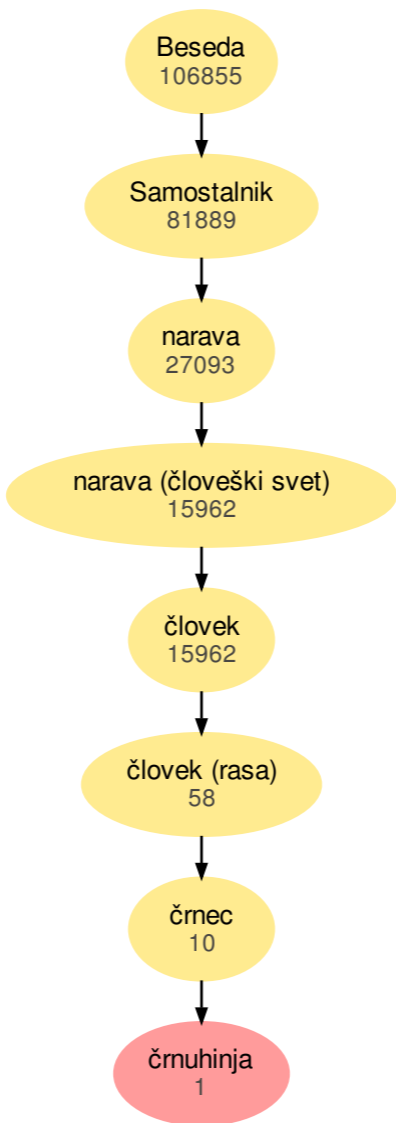 Beseda
106855
Samostalnik
81889
narava
27093
narava (človeški svet)
15962
človek
15962
človek (rasa)
58
črnec
10
črnuhinja
1